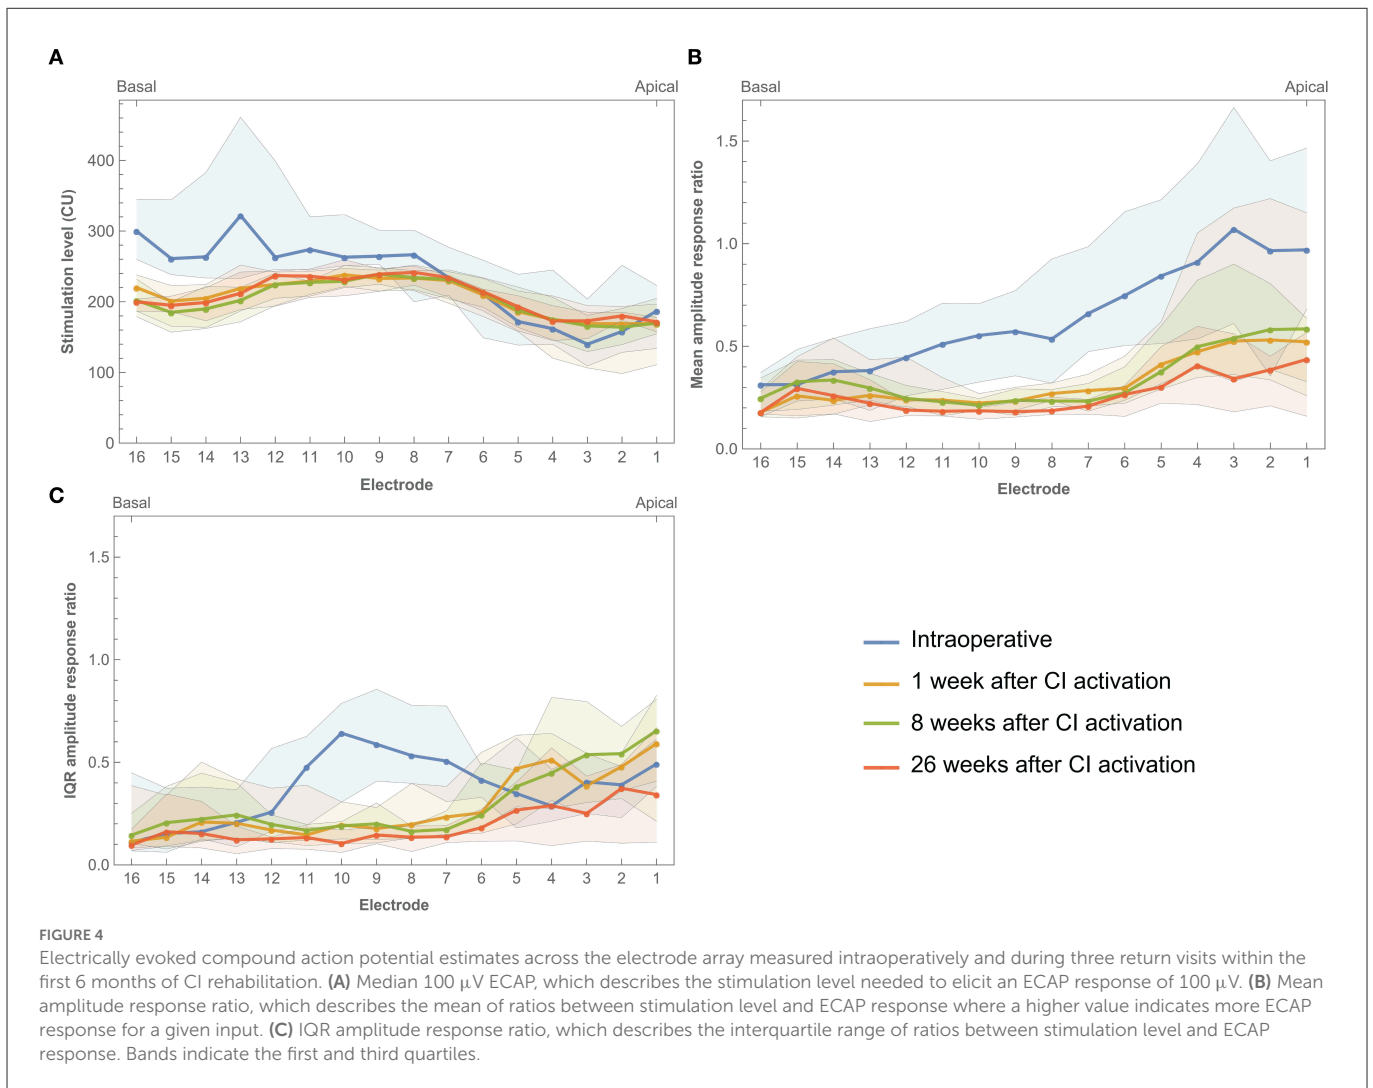 A
Basal
Apical
Stimulation level (CU)
400
300
200
100
0
16 15 14 13 12 11 10 9 8 7 6 5 4 3 2 1
Electrode
B
Basal
Apical
Mean amplitude response ratio
1.5
1.0
0.5
0.0
16 15 14 13 12 11 10 9 8 7 6 5 4 3 2 1
Electrode
C
Basal
Apical
IQR amplitude response ratio
1.5
1.0
0.5
0.0
16 15 14 13 12 11 10 9 8 7 6 5 4 3 2 1
Electrode
Intraoperative
1 week after CI activation
8 weeks after CI activation
26 weeks after CI activation
FIGURE 4
Electrically evoked compound action potential estimates across the electrode array measured intraoperatively and during three return visits within the
first 6 months of CI rehabilitation. (A) Median 100 μV ECAP, which describes the stimulation level needed to elicit an ECAP response of 100 μV. (B) Mean
amplitude response ratio, which describes the mean of ratios between stimulation level and ECAP response where a higher value indicates more ECAP
response for a given input. (C) IQR amplitude response ratio, which describes the interquartile range of ratios between stimulation level and ECAP
response. Bands indicate the first and third quartiles.